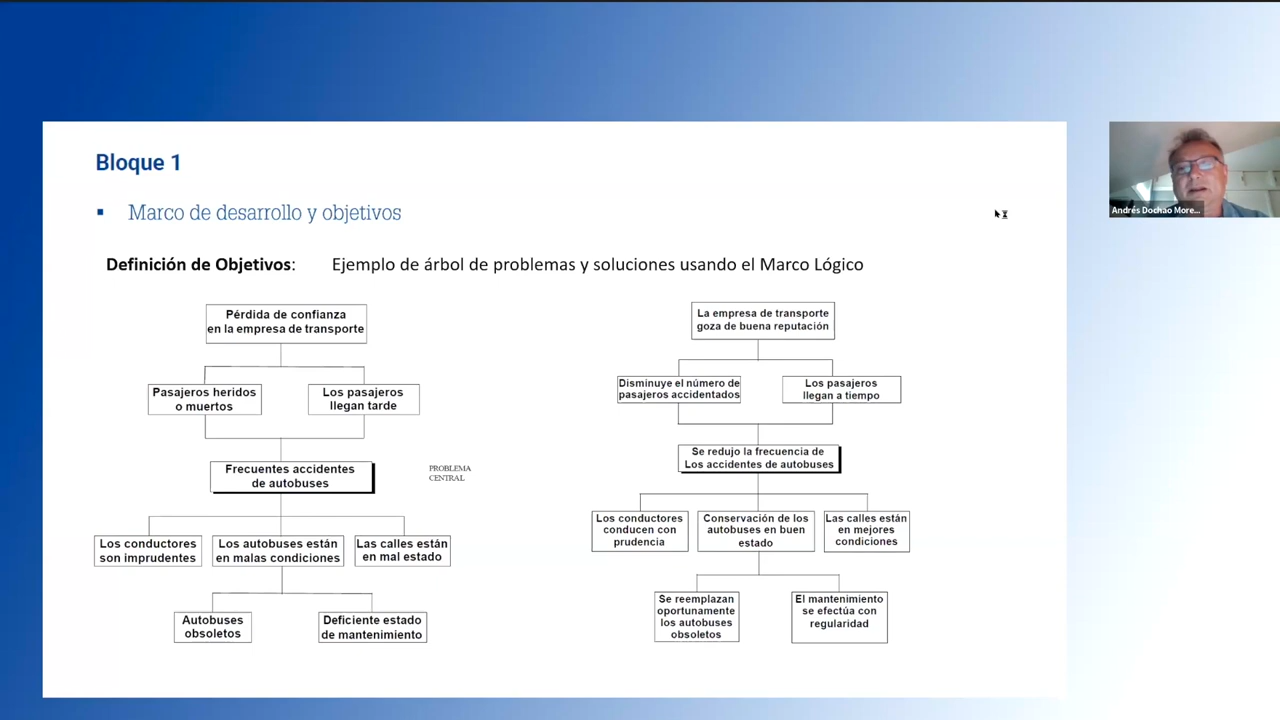 Bloque 1
▪ Marco de desarrollo y objetivos
Definición de Objetivos: Ejemplo de árbol de problemas y soluciones usando el Marco Lógico
Pérdida de confianza
en la empresa de transporte
Pasajeros heridos
o muertos
Los pasajeros
llegan tarde
Frecuentes accidentes
de autobuses
PROBLEMA
CENTRAL
Los conductores
son imprudentes
Los autobuses están
en malas condiciones
Las calles están
en mal estado
Autobuses
obsoletos
Deficiente estado
de mantenimiento
La empresa de transporte
goza de buena reputación
Disminuye el número de
pasajeros accidentados
Los pasajeros
llegan a tiempo
Se redujo la frecuencia de
Los accidentes de autobuses
Los conductores
conducen con
prudencia
Conservación de los
autobuses en buen
estado
Las calles están
en mejores
condiciones
Se reemplazan
oportunamente
los autobuses
obsoletos
El mantenimiento
se efectúa con
regularidad
Andrés Dochao More...